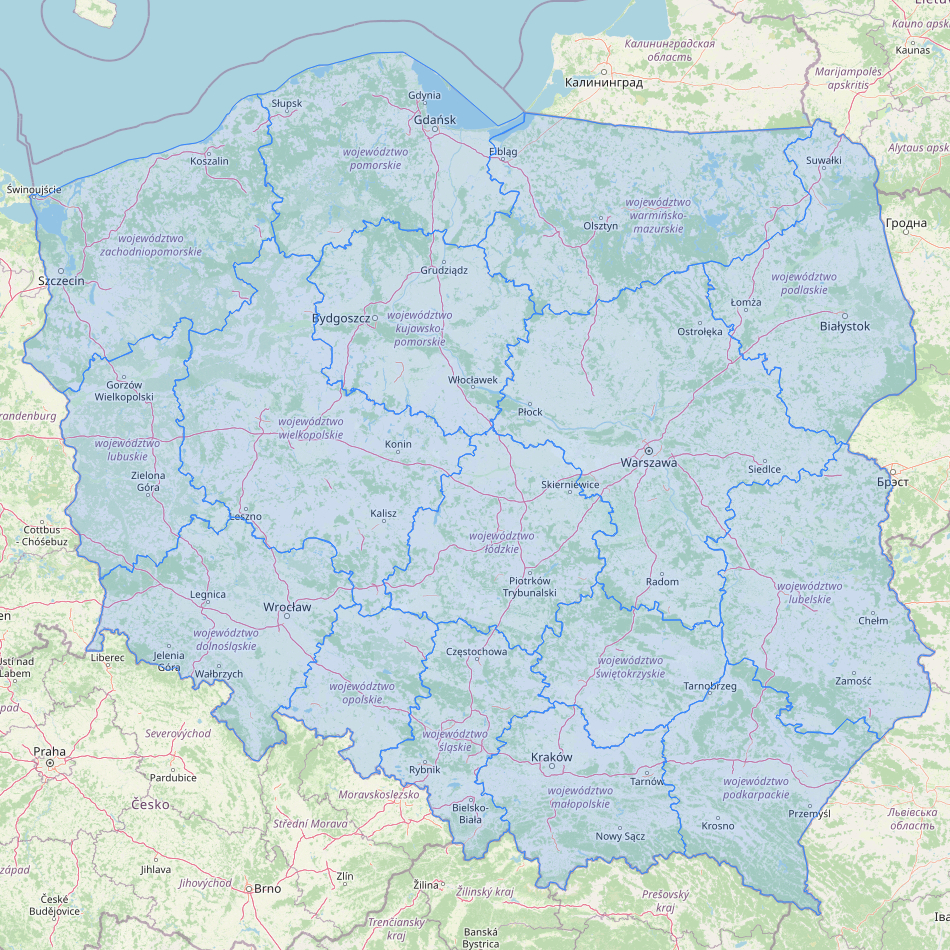 Lietuva
Kauno apskritis
Kaunas
Калининградская
область
Калининград
Marijampolės
apskritis
Alytaus apskritis
Gdynia
Słupsk
Gdańsk
Elbląg
Suwałki
województwo
pomorskie
Koszalin
Świnoujście
województwo
warmińsko-
mazurskie
Olsztyn
Гродна
województwo
zachodniopomorskie
Szczecin
Grudziądz
województwo
podlaskie
Łomża
Bydgoszcz
województwo
kujawsko-
pomorskie
Ostrołęka
Białystok
Włocławek
Gorzów
Wielkopolski
Płock
randenburg
województwo
wielkopolskie
województwo
lubuskie
Konin
Warszawa
Siedlce
Zielona
Góra
Skierniewice
Брэст
Leszno
Kalisz
Cottbus
- Chóśebuz
województwo
łódzkie
Piotrków
Trybunalski
Radom
województwo
lubelskie
Legnica
Wrocław
Chełm
województwo
dolnośląskie
Jelenia
Góra
Liberec
Wałbrzych
Częstochowa
Ústí nad
Labem
województwo
świętokrzyskie
województwo
opolskie
Tarnobrzeg
Zamość
pad
Severovýchod
województwo
śląskie
Praha
Pardubice
Rybnik
Kraków
Tarnów
województwo
podkarpackie
Moravskoslezsko
województwo
małopolskie
Bielsko-
Biała
Česko
Střední Morava
Nowy Sącz
Krosno
Przemyśl
Львівська
область
Jihlava
západ
Jihovýchod
Brno
Zlín
Žilina
Žilinský kraj
Prešovský
kraj
České
Budějovice
Trenčiansky
kraj
Banská
Bystrica